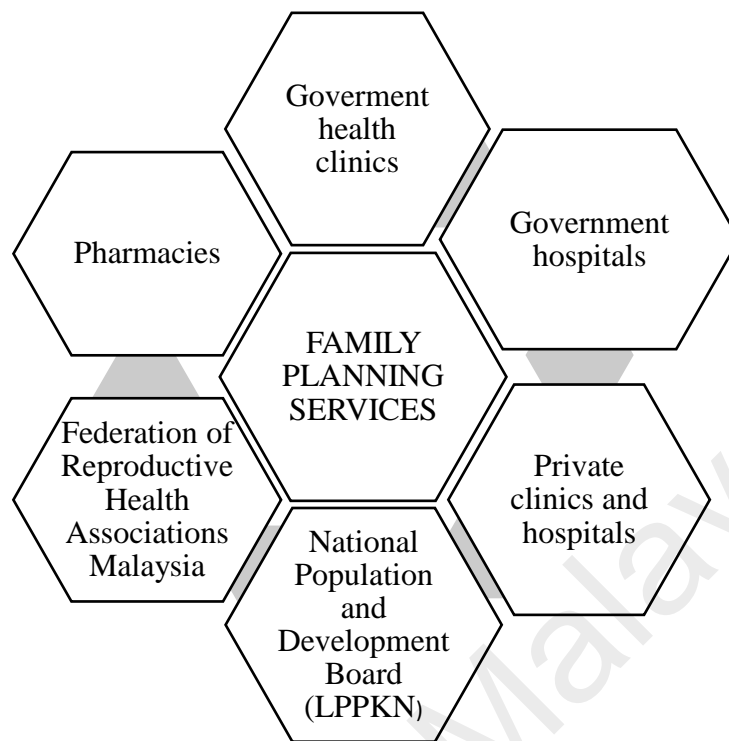 Goverment
health
clinics
Government
hospitals
Pharmacies
FAMILY
PLANNING
SERVICES
Federation of
Reproductive
Health
Associations
Malaysia
Private
clinics and
hospitals
National
Population
and
Development
Board
(LPPKN)
Malay